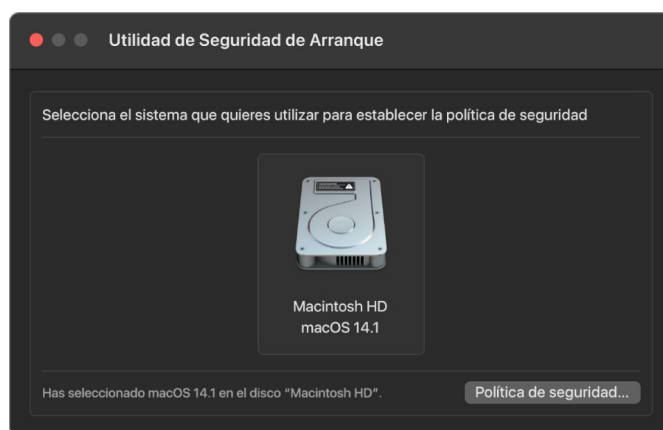 Utilidad de Seguridad de Arranque
Selecciona el sistema que quieres utilizar para establecer la política de seguridad
Macintosh HD
macOS 14.1
Has seleccionado macOS 14.1 en el disco "Macintosh HD".
Política de seguridad...